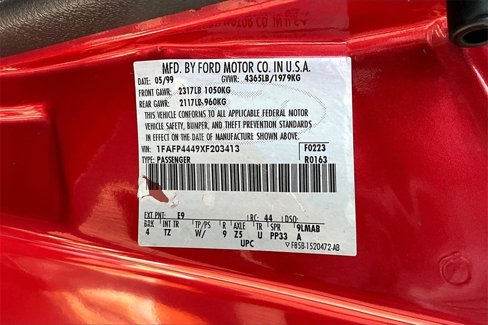 MFD. BY FORD MOTOR CO. IN U.S.A.
DATE: 05/99 GVWR: 4365LB/1979KG
FRONT GAWR: 2317LB 1050KG
REAR GAWR: 2117LB 960KG
THIS VEHICLE CONFORMS TO ALL APPLICABLE FEDERAL MOTOR
VEHICLE SAFETY, BUMPER, AND THEFT PREVENTION STANDARDS
IN EFFECT ON THE DATE OF MANUFACTURE SHOWN ABOVE.
VIN: 1FAFP4449XF203413 F0223
TYPE: PASSENGER R0163
EXT PNT: E9 RC: 44 DSO:
BRK INT TR TP/PS R AXLE TR SPR 9LMAB
4 TZ W/ 9 Z5 U PP33 A
UPC F85B-1520472-AB